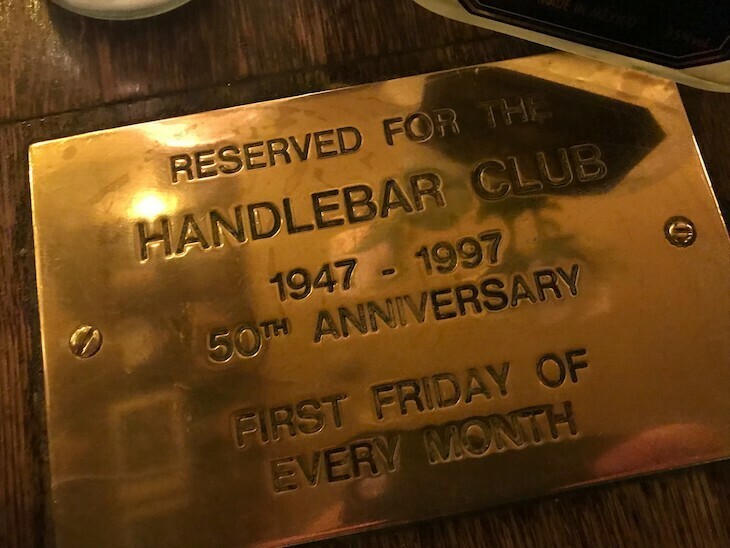 RESERVED FOR THE
HANDLEBAR CLUB
1947 - 1997
50TH ANNIVERSARY
FIRST FRIDAY OF
EVERY MONTH